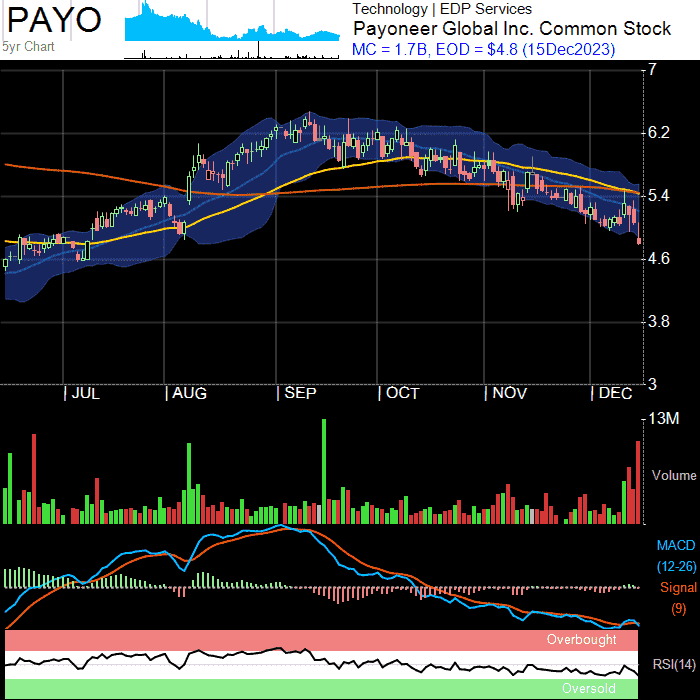 PAYO
5yr Chart
Technology | EDP Services
Payoneer Global Inc. Common Stock
MC = 1.7B, EOD = $4.8 (15Dec2023)
7
6.2
5.4
4.6
3.8
3
| JUL | AUG | SEP | OCT | NOV | DEC
13M
Volume
MACD
(12-26)
Signal
(9)
Overbought
RSI(14)
Oversold